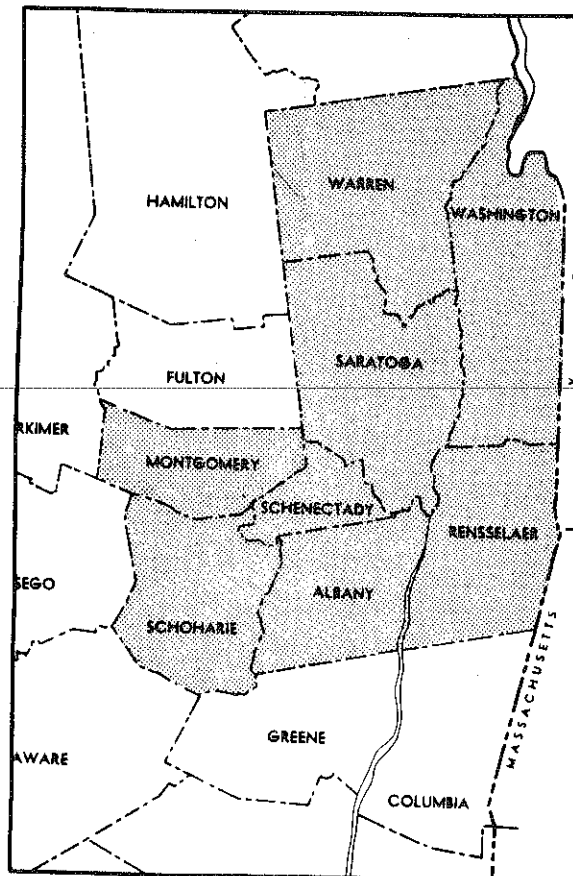 WARREN
HAMILTON
WASHINGTON
SARATOGA
FULTON
RKIMER
MONTGOMERY
SCHENECTADY
RENSSELAER
SEGO
ALBANY
SCHOHARIE
MASSACHUSETTS
GREENE
AWARE
COLUMBIA